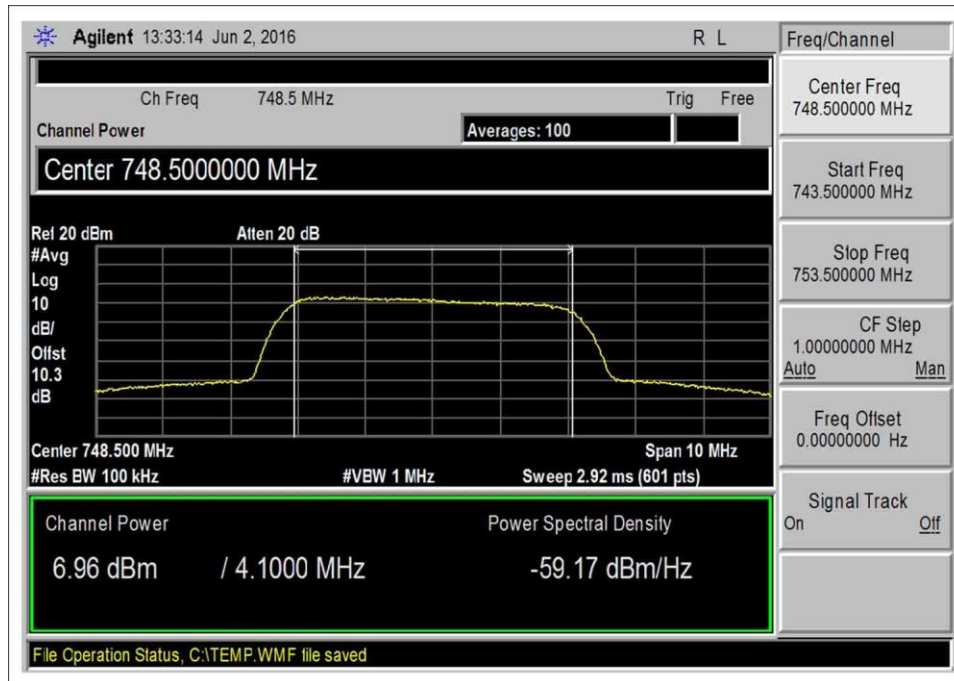 Agilent 13:33:14 Jun 2, 2016 R L
Freq/Channel
Ch Freq 748.5 MHz Trig Free
Channel Power Averages: 100
Center 748.5000000 MHz
Ref 20 dBm Atten 20 dB
#Avg
Log
10
dB/
Offst
10.3
dB
Center 748.500 MHz Span 10 MHz
#Res BW 100 kHz #VBW 1 MHz Sweep 2.92 ms (601 pts)
Channel Power Power Spectral Density
6.96 dBm / 4.1000 MHz -59.17 dBm/Hz
File Operation Status, C:\TEMP.WMF file saved
Center Freq
748.500000 MHz
Start Freq
743.500000 MHz
Stop Freq
753.500000 MHz
CF Step
1.00000000 MHz
Auto Man
Freq Offset
0.00000000 Hz
Signal Track
On Off